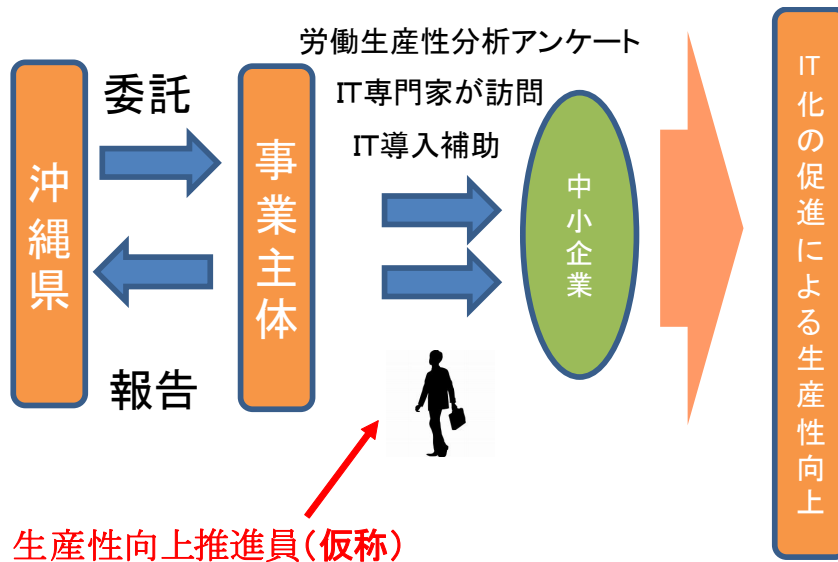 労働生産性分析アンケート
IT専門家が訪問
IT導入補助
委託
沖縄県
事業主体
中小企業
IT化の促進による生産性向上
報告
生産性向上推進員(仮称)